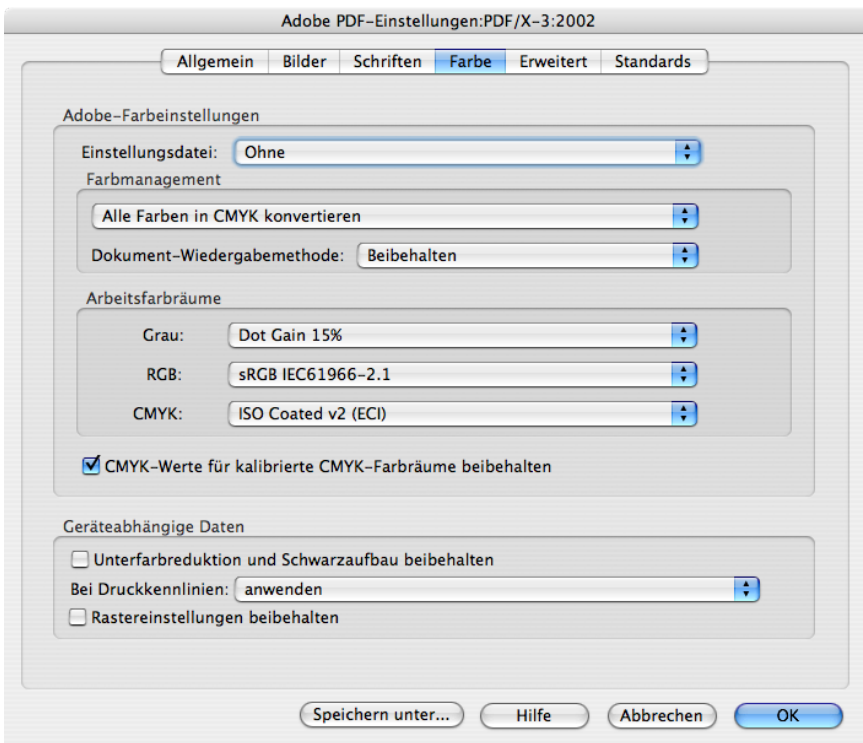 Adobe PDF-Einstellungen:PDF/X-3:2002
Allgemein Bilder Schriften Farbe Erweitert Standards
Adobe-Farbeinstellungen
Einstellungsdatei: Ohne
Farbmanagement
Alle Farben in CMYK konvertieren
Dokument-Wiedergabemethode: Beibehalten
Arbeitsfarbräume
Grau: Dot Gain 15%
RGB: sRGB IEC61966-2.1
CMYK: ISO Coated v2 (ECI)
CMYK-Werte für kalibrierte CMYK-Farbräume beibehalten
Geräteabhängige Daten
Unterfarbreduktion und Schwarzaufbau beibehalten
Bei Druckkennlinien: anwenden
Rastereinstellungen beibehalten
Speichern unter... Hilfe Abbrechen OK